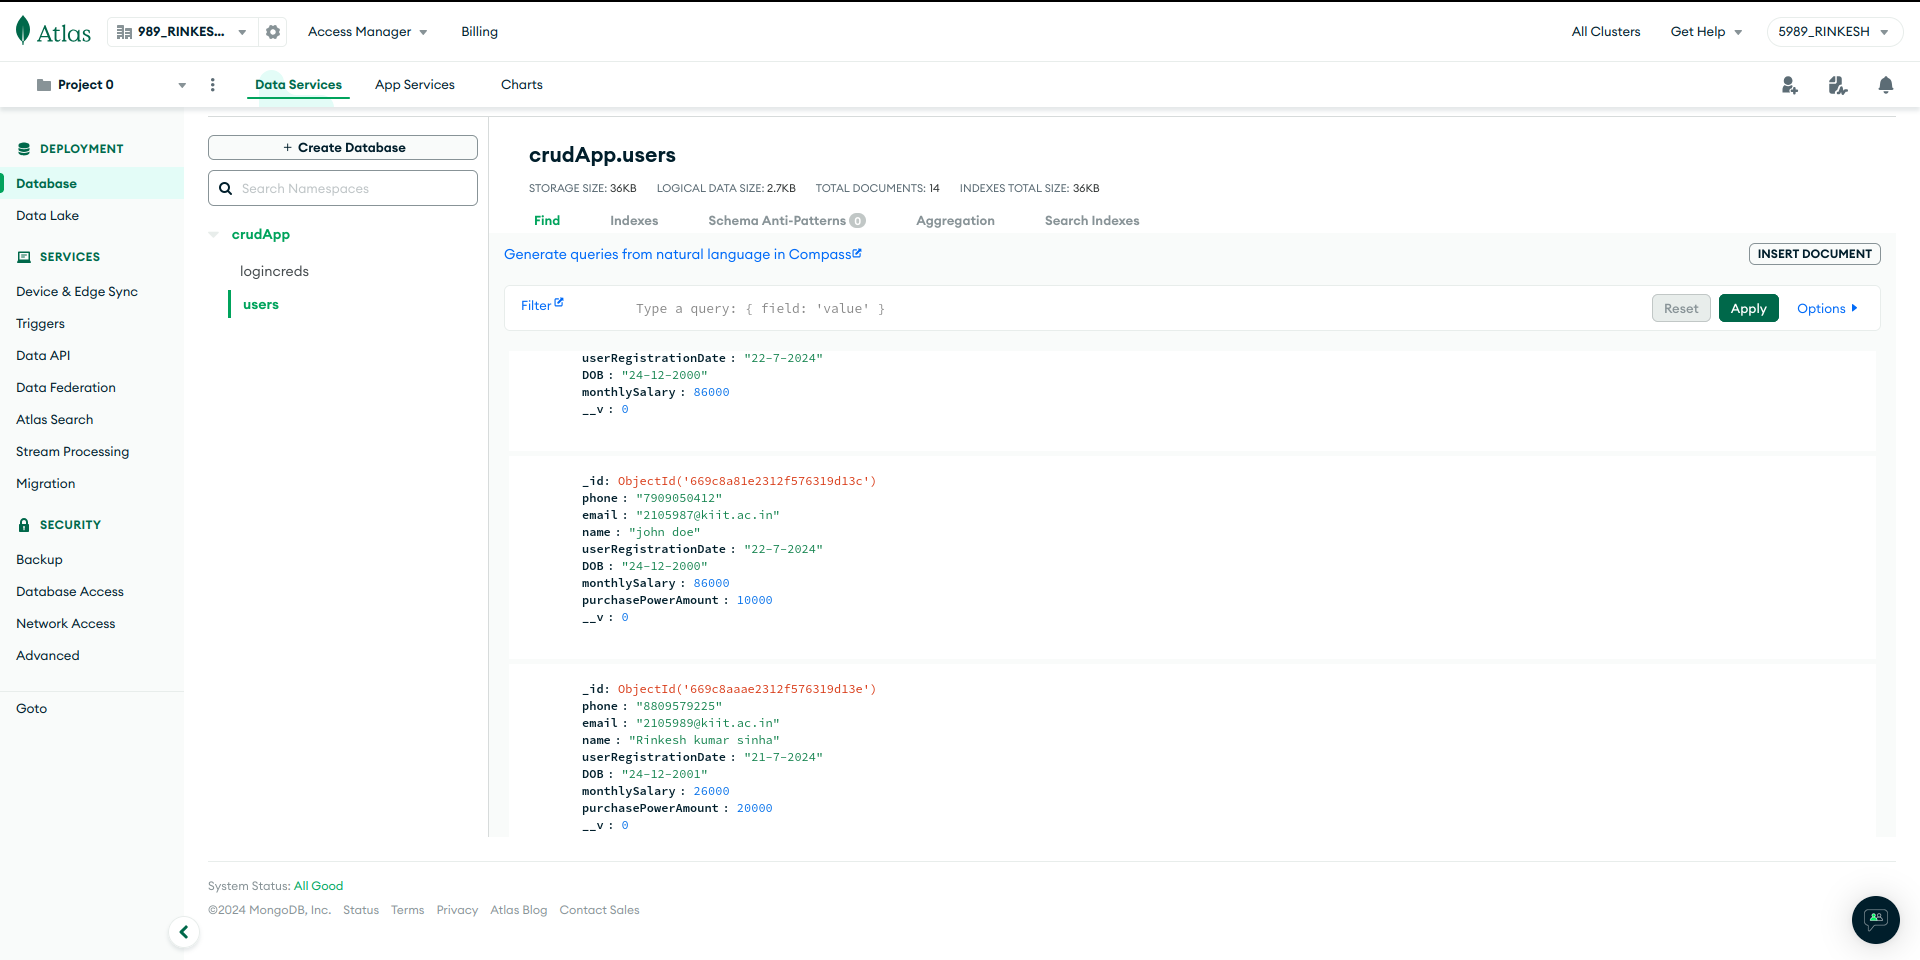 Atlas 989_RINKES... Access Manager Billing All Clusters Get Help 5989_RINKESH
Project 0 Data Services App Services Charts
DEPLOYMENT
Database
Data Lake
SERVICES
Device & Edge Sync
Triggers
Data API
Data Federation
Atlas Search
Stream Processing
Migration
SECURITY
Backup
Database Access
Network Access
Advanced
Goto
+ Create Database
Search Namespaces
crudApp
logincreds
users
crudApp.users
STORAGE SIZE: 36KB LOGICAL DATA SIZE: 2.7KB TOTAL DOCUMENTS: 14 INDEXES TOTAL SIZE: 36KB
Find Indexes Schema Anti-Patterns 0 Aggregation Search Indexes
Generate queries from natural language in Compass INSERT DOCUMENT
Filter Type a query: { field: 'value' } Reset Apply Options
userRegistrationDate : "22-7-2024"
DOB : "24-12-2000"
monthlySalary : 86000
__v : 0
_id: ObjectId('669c8a81e2312f576319d13c')
phone : "7909050412"
email : "2105987@kiit.ac.in"
name : "john doe"
userRegistrationDate : "22-7-2024"
DOB : "24-12-2000"
monthlySalary : 86000
purchasePowerAmount : 10000
__v : 0
_id: ObjectId('669c8aaae2312f576319d13e')
phone : "8809579225"
email : "2105989@kiit.ac.in"
name : "Rinkesh kumar sinha"
userRegistrationDate : "21-7-2024"
DOB : "24-12-2001"
monthlySalary : 26000
purchasePowerAmount : 20000
__v : 0
System Status: All Good
©2024 MongoDB, Inc. Status Terms Privacy Atlas Blog Contact Sales